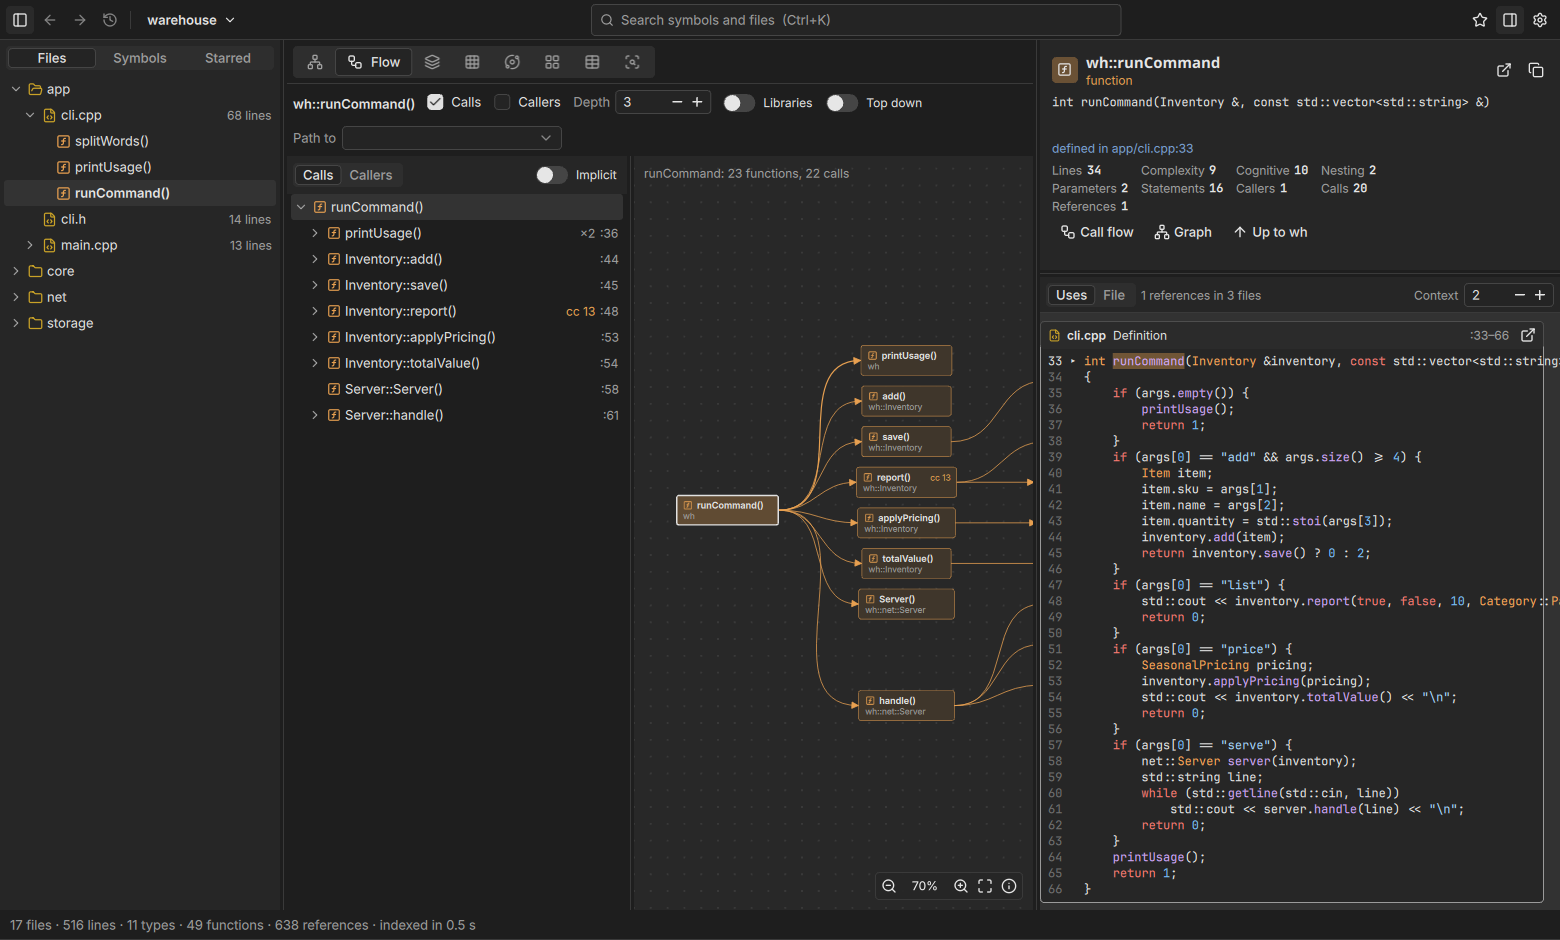 warehouse
Search symbols and files  (Ctrl+K)
Files
Symbols
Starred
app
cli.cpp
68 lines
splitWords()
printUsage()
runCommand()
cli.h
14 lines
main.cpp
13 lines
core
net
storage
Flow
wh::runCommand()
Calls
Callers
Depth
3
Libraries
Top down
Path to
Calls
Callers
Implicit
runCommand()
printUsage()
×2 :36
Inventory::add()
:44
Inventory::save()
:45
Inventory::report()
cc 13 :48
Inventory::applyPricing()
:53
Inventory::totalValue()
:54
Server::Server()
:58
Server::handle()
:61
runCommand: 23 functions, 22 calls
runCommand()
wh
printUsage()
wh
add()
wh::Inventory
save()
wh::Inventory
report()
cc 13
wh::Inventory
applyPricing()
wh::Inventory
totalValue()
wh::Inventory
Server()
wh::net::Server
handle()
wh::net::Server
70%
wh::runCommand
function
int runCommand(Inventory &, const std::vector<std::string> &)
defined in app/cli.cpp:33
Lines 34
Complexity 9
Cognitive 10
Nesting 2
Parameters 2
Statements 16
Callers 1
Calls 20
References 1
Call flow
Graph
Up to wh
Uses
File
1 references in 3 files
Context
2
cli.cpp Definition
:33–66
33 int runCommand(Inventory &inventory, const std::vector<std::string>
34 {
35 if (args.empty()) {
36 printUsage();
37 return 1;
38 }
39 if (args[0] == "add" && args.size() >= 4) {
40 Item item;
41 item.sku = args[1];
42 item.name = args[2];
43 item.quantity = std::stoi(args[3]);
44 inventory.add(item);
45 return inventory.save() ? 0 : 2;
46 }
47 if (args[0] == "list") {
48 std::cout << inventory.report(true, false, 10, Category::P
49 return 0;
50 }
51 if (args[0] == "price") {
52 SeasonalPricing pricing;
53 inventory.applyPricing(pricing);
54 std::cout << inventory.totalValue() << "\n";
55 return 0;
56 }
57 if (args[0] == "serve") {
58 net::Server server(inventory);
59 std::string line;
60 while (std::getline(std::cin, line))
61 std::cout << server.handle(line) << "\n";
62 return 0;
63 }
64 printUsage();
65 return 1;
66 }
17 files · 516 lines · 11 types · 49 functions · 638 references · indexed in 0.5 s